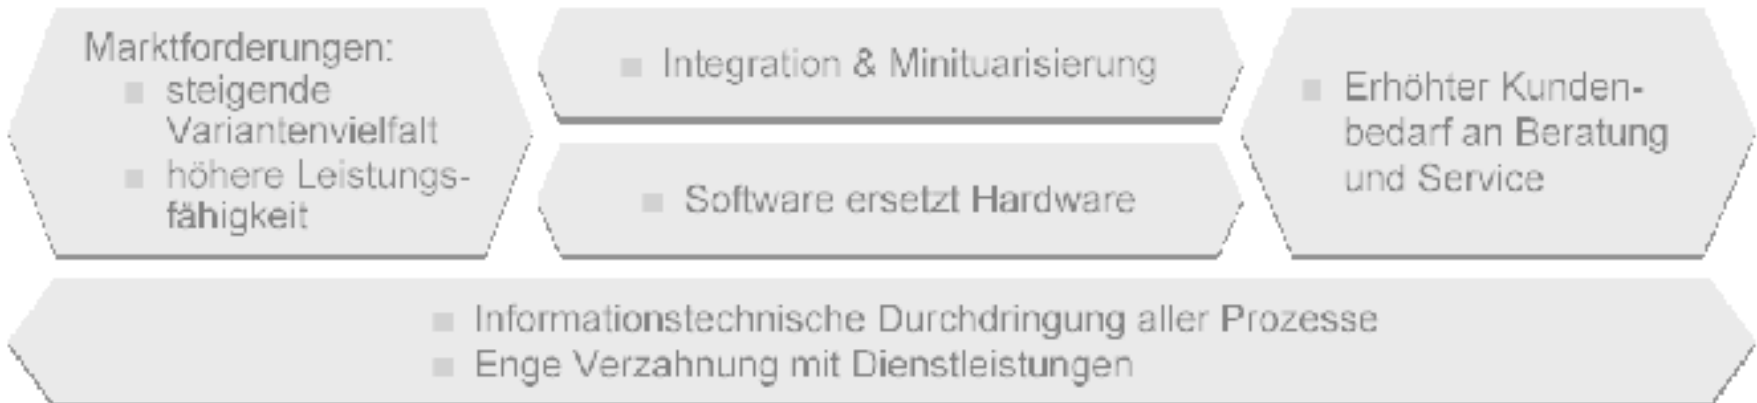 Marktforderungen:
steigende
Variantenvielfalt
höhere Leistungs-
fähigkeit
Integration & Minituarisierung
Software ersetzt Hardware
Erhöhter Kunden-
bedarf an Beratung
und Service
Informationstechnische Durchdringung aller Prozesse
Enge Verzahnung mit Dienstleistungen